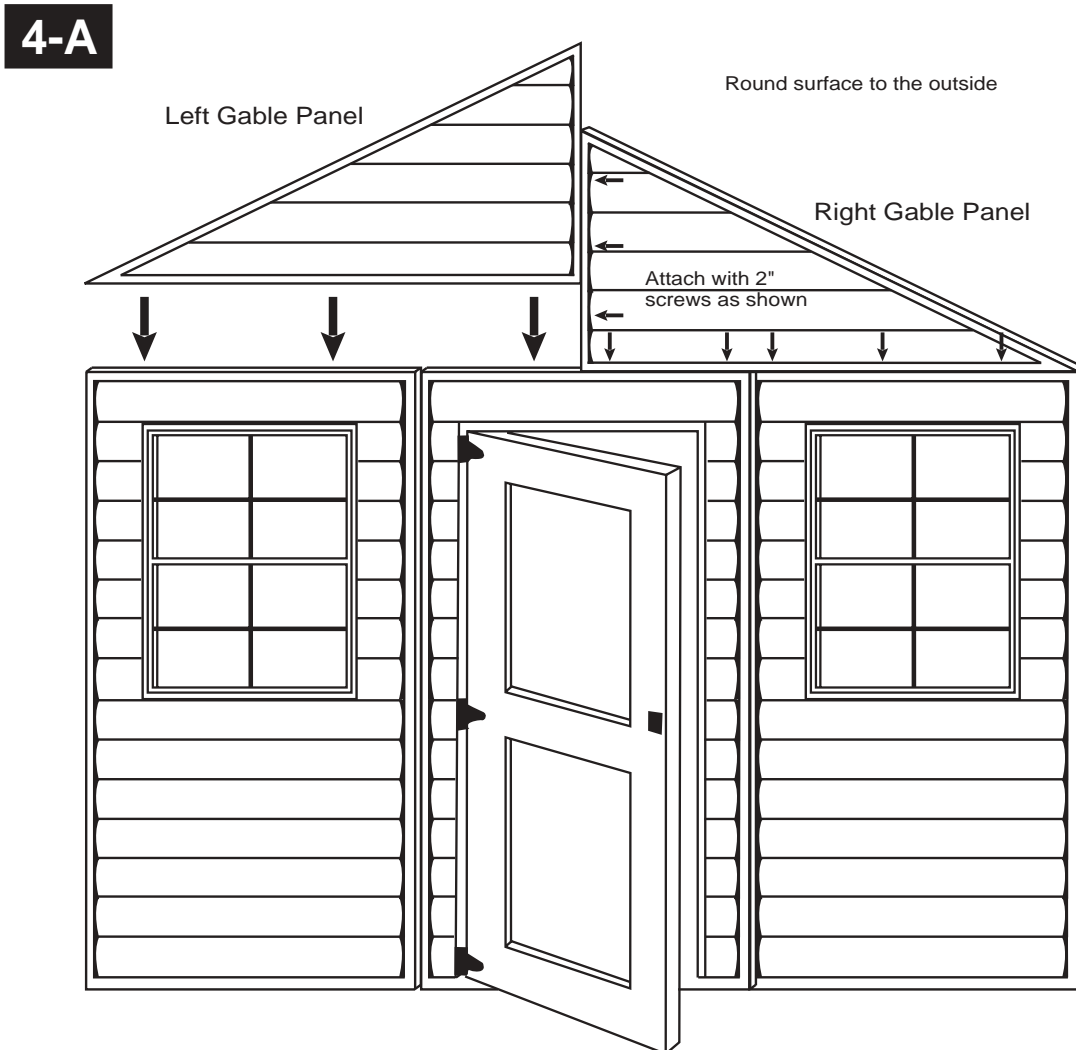 4-A
Round surface to the outside
Left Gable Panel
Right Gable Panel
Attach with 2"
screws as shown